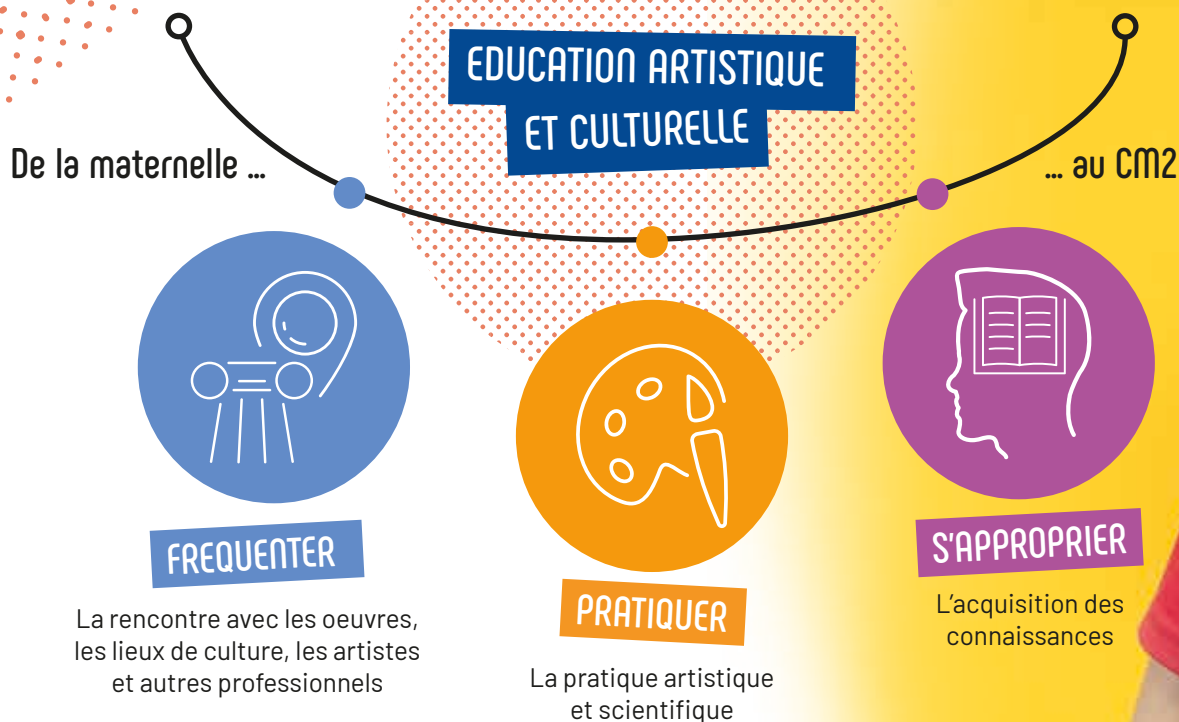 EDUCATION ARTISTIQUE
ET CULTURELLE
De la maternelle ...
... au CM2
FREQUENTER
La rencontre avec les oeuvres,
les lieux de culture, les artistes
et autres professionnels
PRATIQUER
La pratique artistique
et scientifique
S'APPROPRIER
L'acquisition des
connaissances